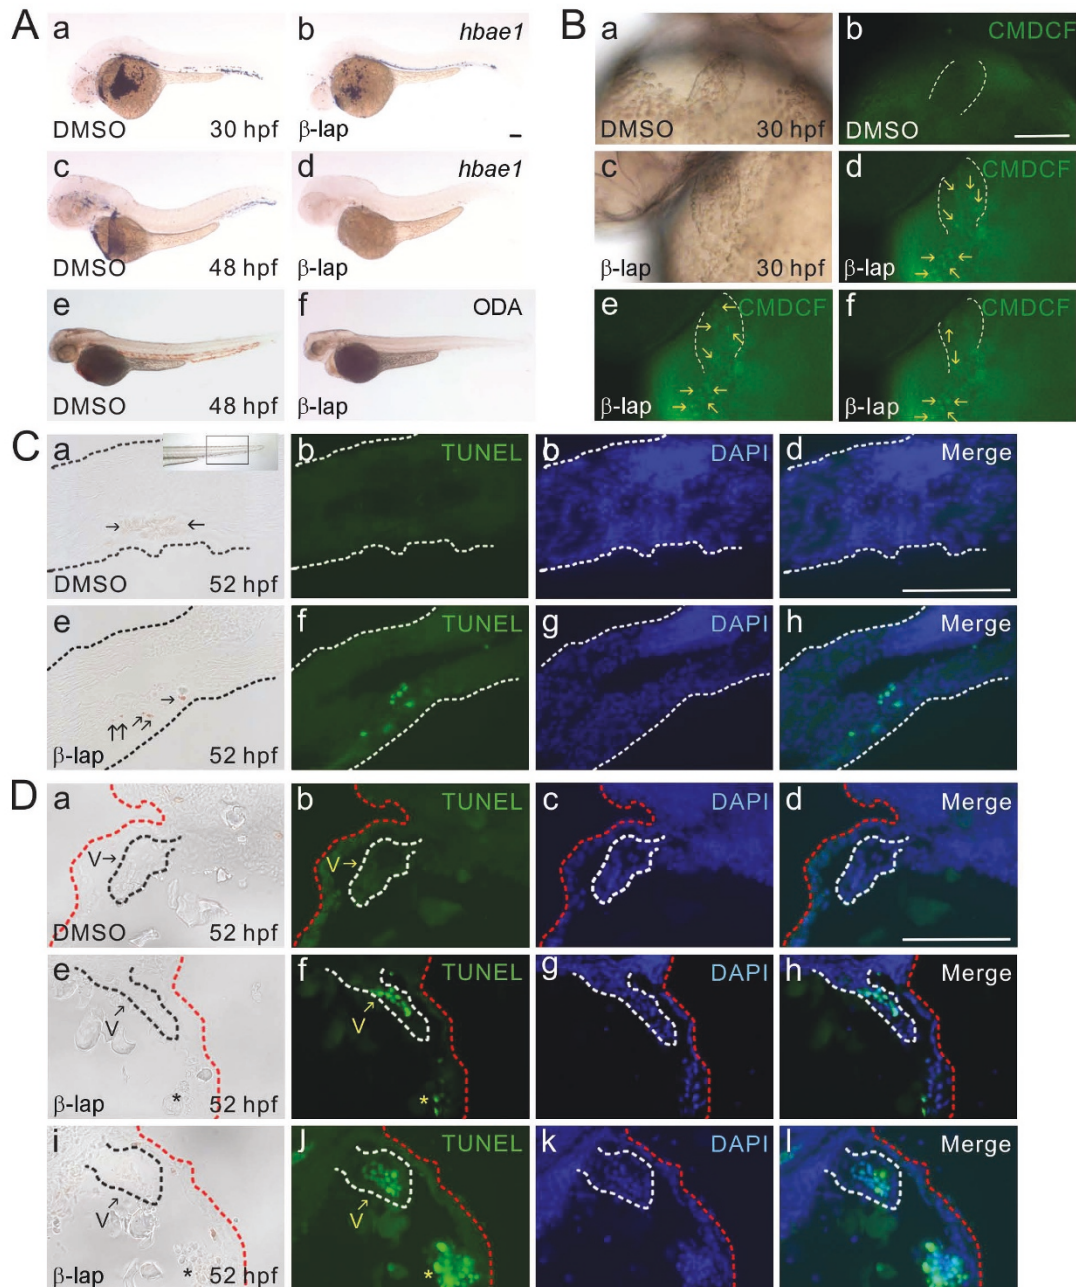 A
a
DMSO
30 hpf
b
hbae1
β-lap
c
DMSO
48 hpf
d
hbae1
β-lap
e
DMSO
48 hpf
f
ODA
β-lap
B
a
DMSO
30 hpf
b
CMDCF
DMSO
c
β-lap
30 hpf
d
CMDCF
β-lap
e
CMDCF
β-lap
f
CMDCF
β-lap
C
a
DMSO
52 hpf
b
TUNEL
b
DAPI
d
Merge
e
β-lap
52 hpf
f
TUNEL
g
DAPI
h
Merge
D
a
V
DMSO
52 hpf
b
TUNEL
V
c
DAPI
d
Merge
e
V
*
β-lap
52 hpf
f
TUNEL
V
*
g
DAPI
h
Merge
i
V
*
β-lap
52 hpf
j
TUNEL
V
*
k
DAPI
l
Merge